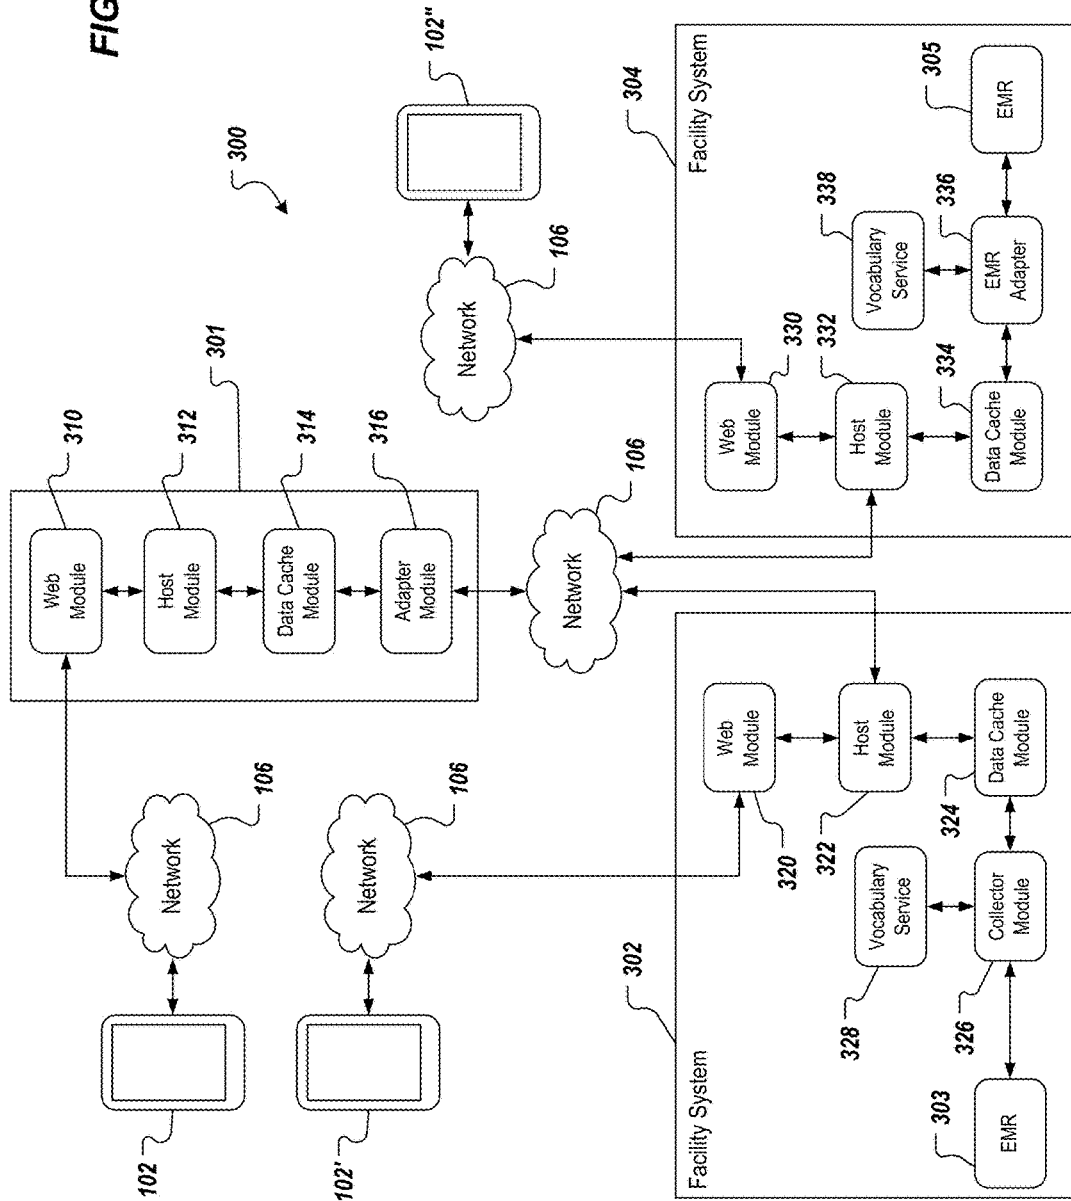 FIG
300
102
Network
106
102'
Network
106
301
Web
Module
310
Host
Module
312
Data Cache
Module
314
Adapter
Module
316
Network
106
102"
Network
106
302
Facility System
Web
Module
320
Host
Module
322
Data Cache
Module
324
Vocabulary
Service
328
Collector
Module
326
EMR
303
304
Facility System
Web
Module
330
Host
Module
332
Data Cache
Module
334
Vocabulary
Service
338
EMR
Adapter
336
EMR
305